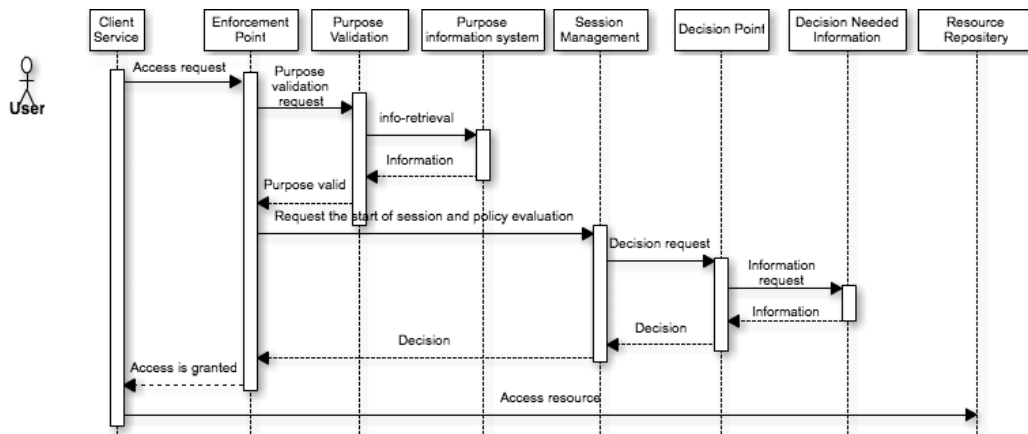 Client
Service
Enforcement
Point
Purpose
Validation
Purpose
information system
Session
Management
Decision Point
Decision Needed
Information
Resource
Repository
User
Access request
Purpose
validation
request
info-retrieval
Information
Purpose valid
Request the start of session and policy evaluation
Decision request
Information
request
Information
Decision
Decision
Access is granted
Access resource